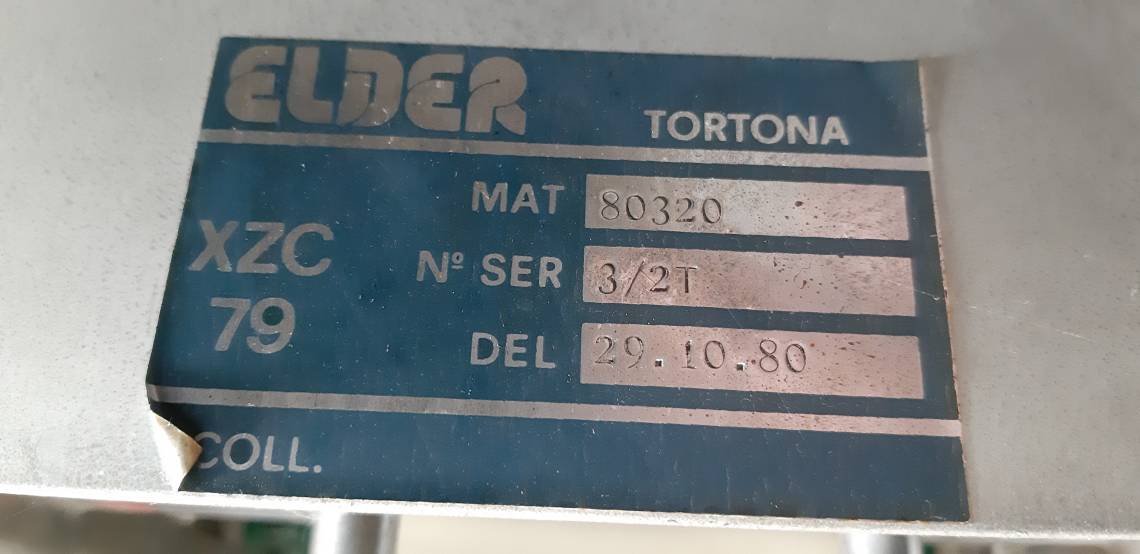 ELDER TORTONA
MAT 80320
XZC
Nº SER 3/2T
79
DEL 29.10.80
COLL.